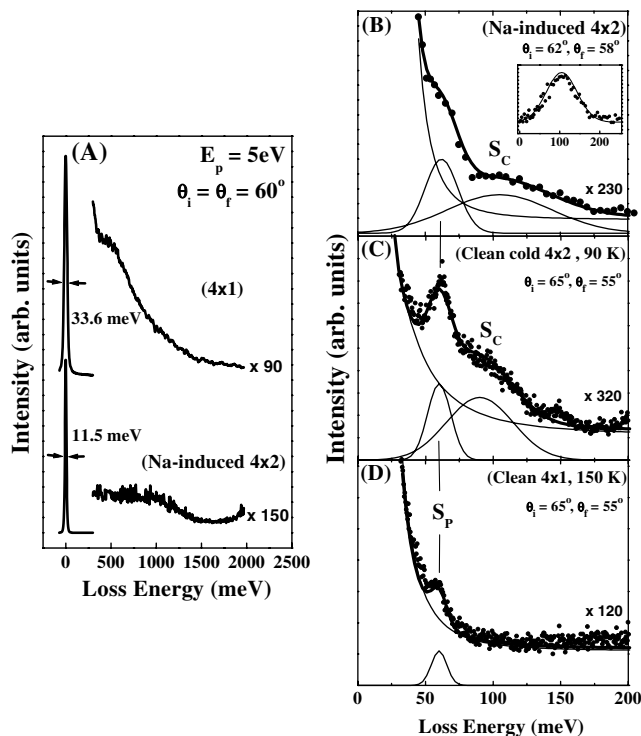 (A)
E_p = 5eV
θ_i = θ_f = 60°
(4x1)
33.6 meV
x 90
11.5 meV
(Na-induced 4x2)
x 150
Intensity (arb. units)
0 500 1000 1500 2000 2500
Loss Energy (meV)
(B)
(Na-induced 4x2)
θ_i = 62°, θ_f = 58°
0 100 200
S_C
x 230
(C)
(Clean cold 4x2 , 90 K)
θ_i = 65°, θ_f = 55°
S_C
x 320
(D)
(Clean 4x1, 150 K)
θ_i = 65°, θ_f = 55°
S_P
x 120
Intensity (arb. units)
0 50 100 150 200
Loss Energy (meV)